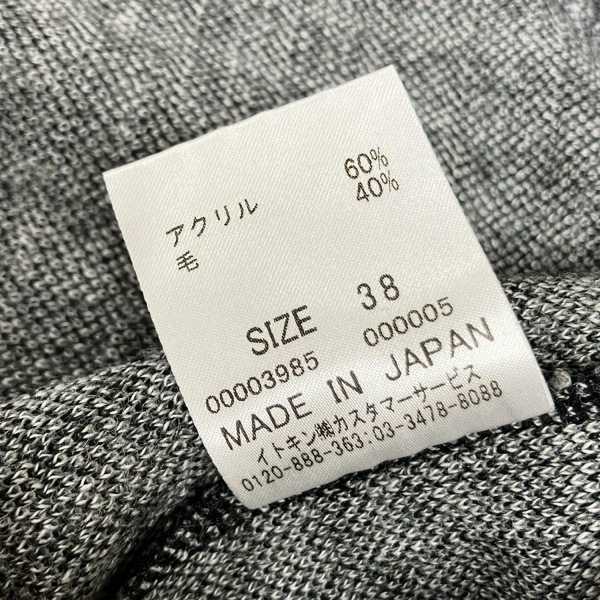 アクリル 60%
毛 40%
SIZE 38
00003985 000005
MADE IN JAPAN
イトキン㈱カスタマーサービス
0120-888-363:03-3478-8088